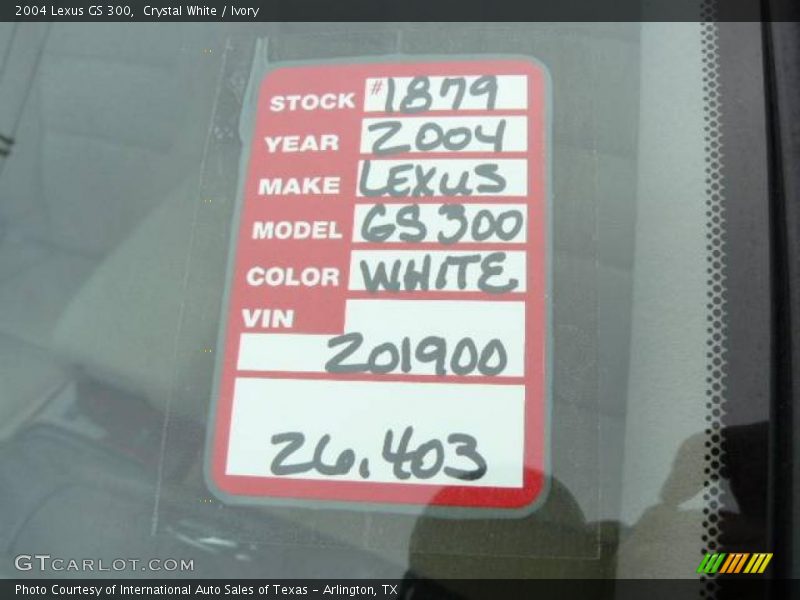 2004 Lexus GS 300,  Crystal White / Ivory
STOCK #1879
YEAR 2004
MAKE LEXUS
MODEL GS 300
COLOR WHITE
VIN
201900
26.403
GTCARLOT.COM
Photo Courtesy of International Auto Sales of Texas - Arlington, TX